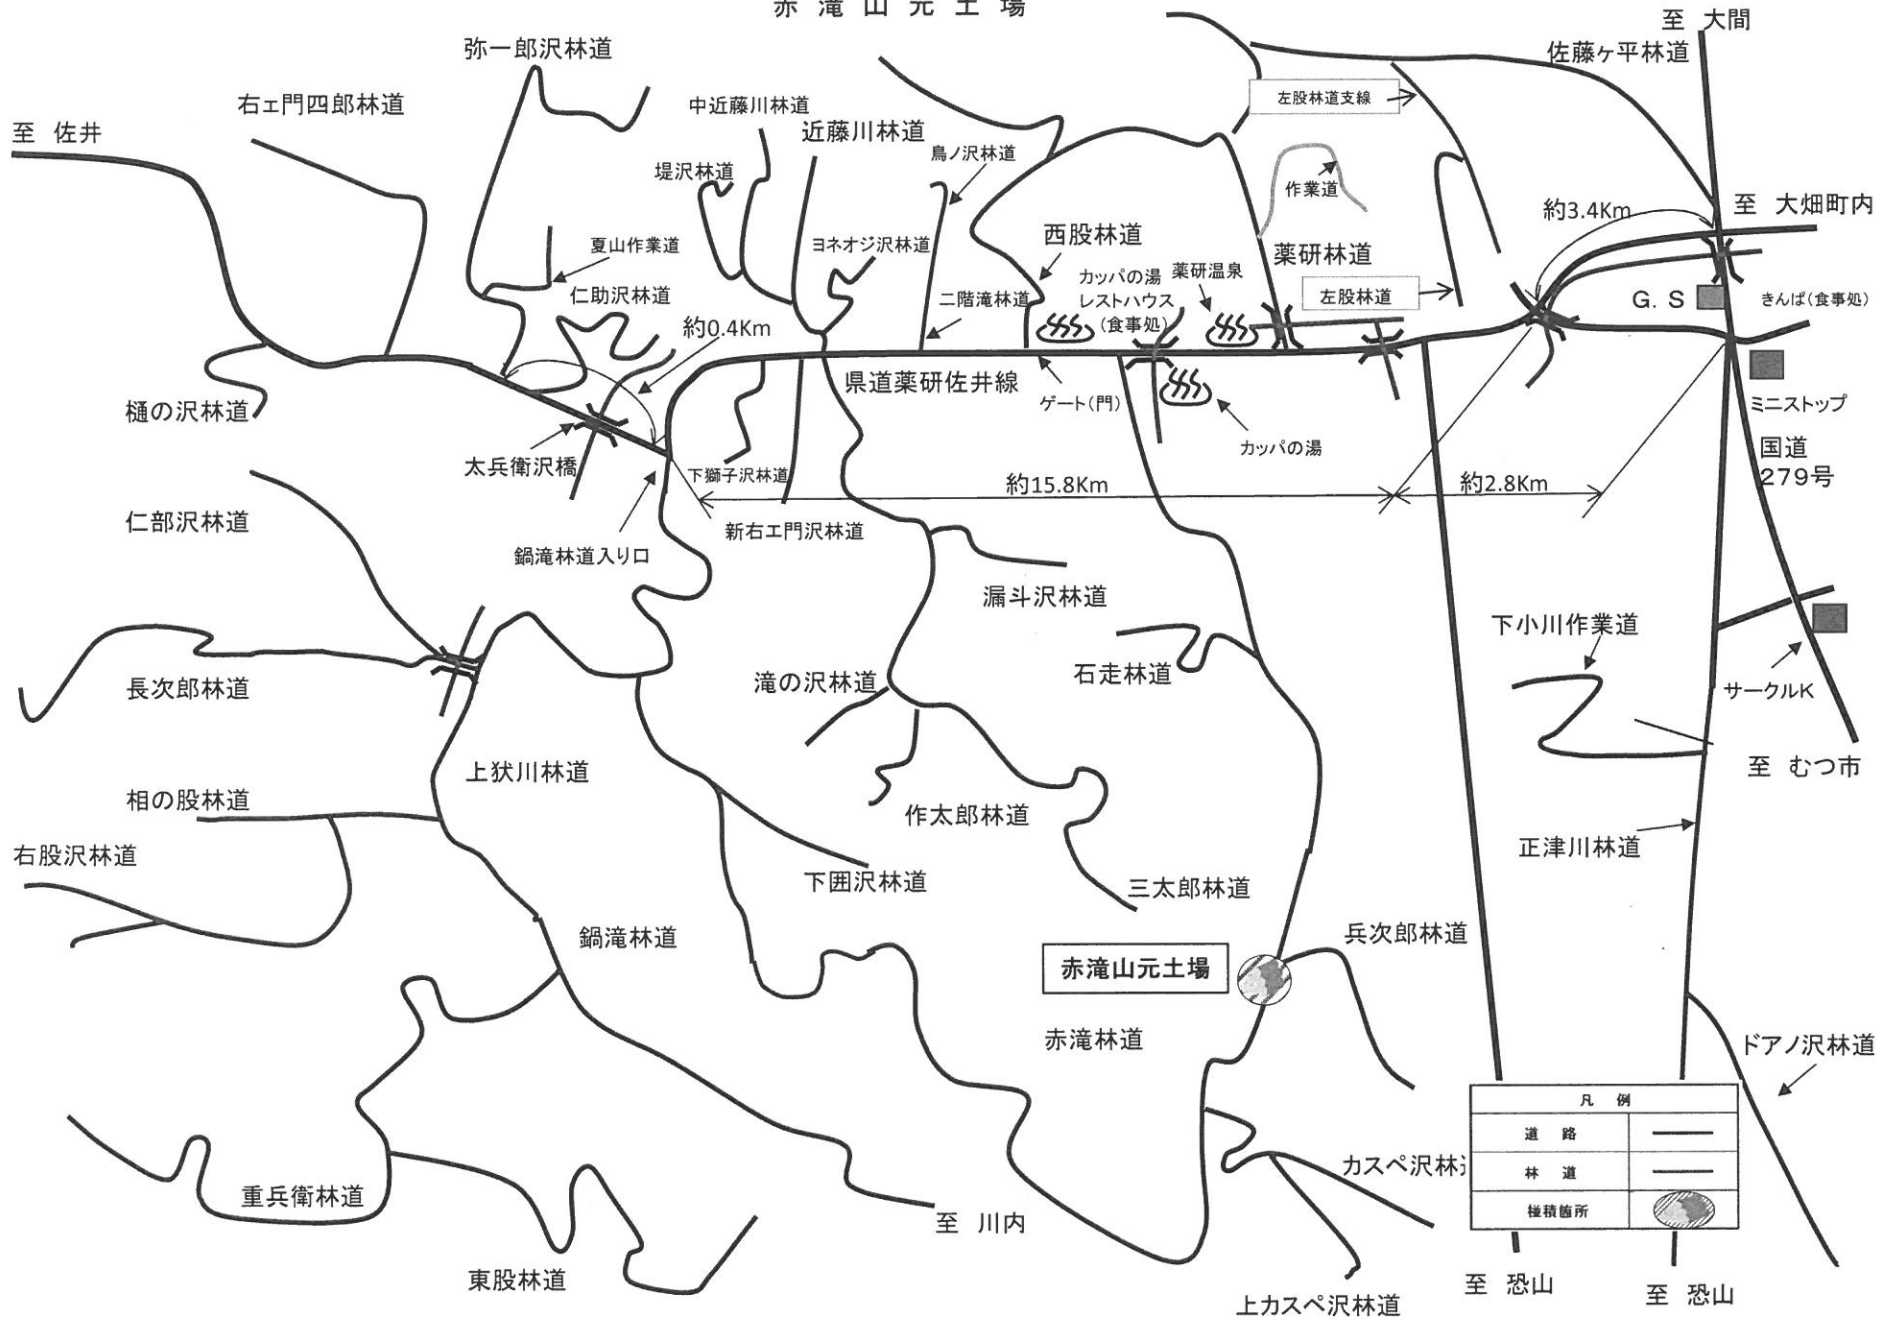 赤滝山元土場
至 大間
弥一郎沢林道
佐藤ヶ平林道
右ェ門四郎林道
中近藤川林道
左股林道支線
至 佐井
近藤川林道
鳥ノ沢林道
堤沢林道
作業道
至 大畑町内
約3.4Km
夏山作業道
ヨネオジ沢林道
西股林道
薬研林道
仁助沢林道
二階滝林道
カッパの湯
レストハウス
(食事処)
薬研温泉
左股林道
G.S
きんぱ(食事処)
約0.4Km
県道薬研佐井線
ゲート(門)
ミニストップ
樋の沢林道
太兵衛沢橋
下獅子沢林道
カッパの湯
国道
279号
約15.8Km
約2.8Km
仁部沢林道
新右エ門沢林道
鍋滝林道入り口
漏斗沢林道
下小川作業道
長次郎林道
滝の沢林道
石走林道
サークルK
上狄川林道
至 むつ市
相の股林道
作太郎林道
右股沢林道
正津川林道
下囲沢林道
三太郎林道
鍋滝林道
兵次郎林道
赤滝山元土場
赤滝林道
ドアノ沢林道
凡例
道路
林道
椪積箇所
カスペ沢林道
重兵衛林道
至 川内
東股林道
至 恐山
至 恐山
上カスペ沢林道